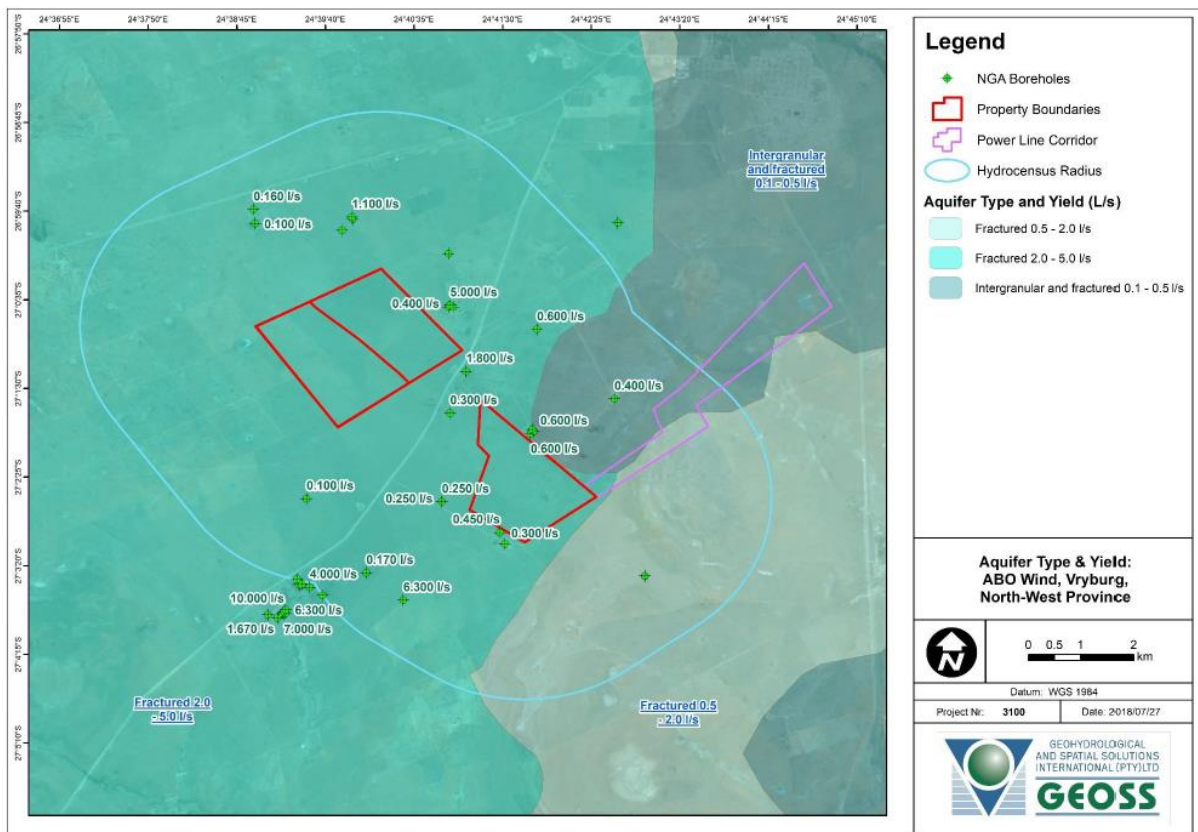 24°36'55"E 24°37'50"E 24°38'45"E 24°39'40"E 24°40'35"E 24°41'30"E 24°42'25"E 24°43'20"E 24°44'15"E 24°45'10"E
26°57'50"S
26°58'45"S
26°59'40"S
27°0'35"S
27°1'30"S
27°2'25"S
27°3'20"S
27°4'15"S
27°5'10"S
Intergranular
and fractured
0.1 - 0.5 l/s
0.160 l/s
1.100 l/s
0.100 l/s
5.000 l/s
0.400 l/s
0.600 l/s
1.800 l/s
0.400 l/s
0.300 l/s
0.600 l/s
0.600 l/s
0.100 l/s
0.250 l/s
0.250 l/s
0.450 l/s
0.300 l/s
0.170 l/s
4.000 l/s
6.300 l/s
10.000 l/s
6.300 l/s
1.670 l/s
7.000 l/s
Fractured 2.0
- 5.0 l/s
Fractured 0.5
- 2.0 l/s
Legend
NGA Boreholes
Property Boundaries
Power Line Corridor
Hydrocensus Radius
Aquifer Type and Yield (L/s)
Fractured 0.5 - 2.0 l/s
Fractured 2.0 - 5.0 l/s
Intergranular and fractured 0.1 - 0.5 l/s
Aquifer Type & Yield:
ABO Wind, Vryburg,
North-West Province
N
0 0.5 1 2
km
Datum: WGS 1984
Project Nr: 3100 Date: 2018/07/27
GEOHYDROLOGICAL
AND SPATIAL SOLUTIONS
INTERNATIONAL (PTY)LTD
GEOSS